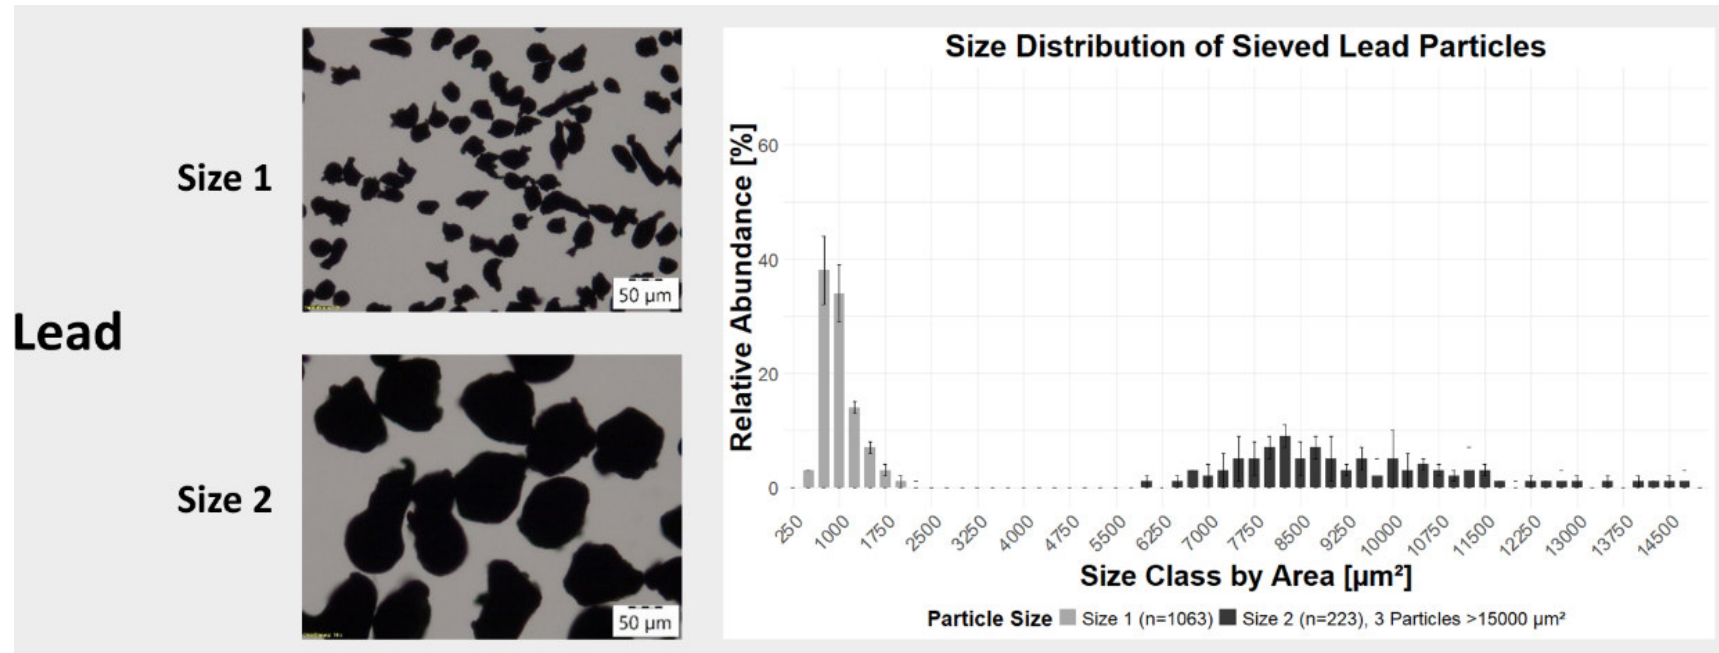 Lead
Size 1
50 µm
Size 2
50 µm
Size Distribution of Sieved Lead Particles
Relative Abundance [%]
60
40
20
0
250 1000 1750 2500 3250 4000 4750 5500 6250 7000 7750 8500 9250 10000 10750 11500 12250 13000 13750 14500
Size Class by Area [µm²]
Particle Size Size 1 (n=1063) Size 2 (n=223), 3 Particles >15000 µm²